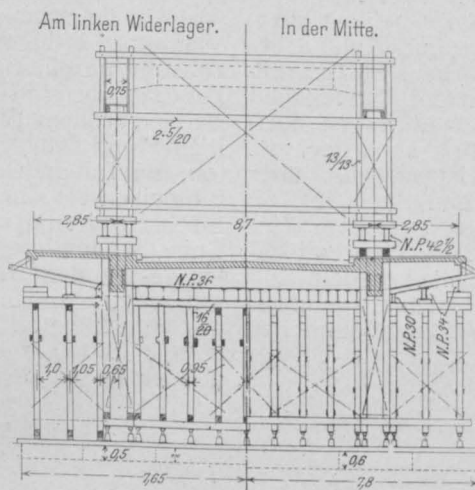 Am linken Widerlager. In der Mitte.
0,75
2·5/20
13/13
2,85 8,7 2,85
N.P.42½
N.P.36
16/20
N.P.30
N.P.34
1,0 1,05 0,65 0,95
0,5 0,6
7,65 7,8